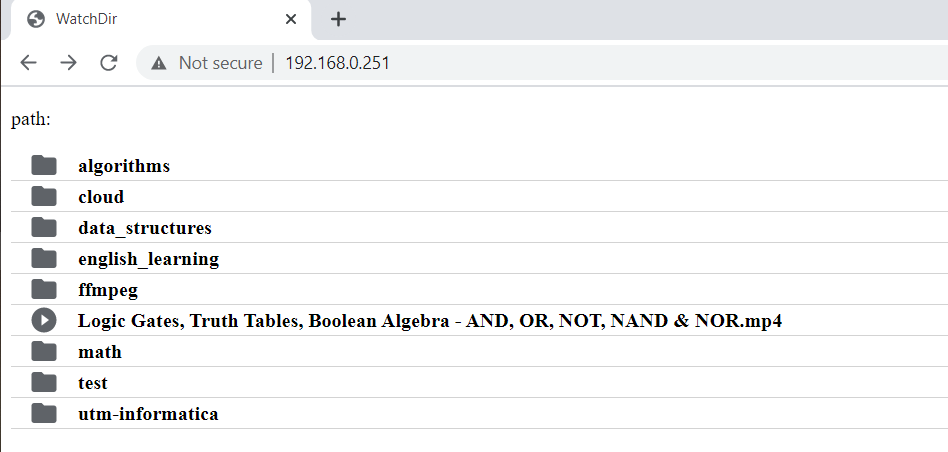 WatchDir
Not secure | 192.168.0.251
path:
algorithms
cloud
data_structures
english_learning
ffmpeg
Logic Gates, Truth Tables, Boolean Algebra - AND, OR, NOT, NAND & NOR.mp4
math
test
utm-informatica